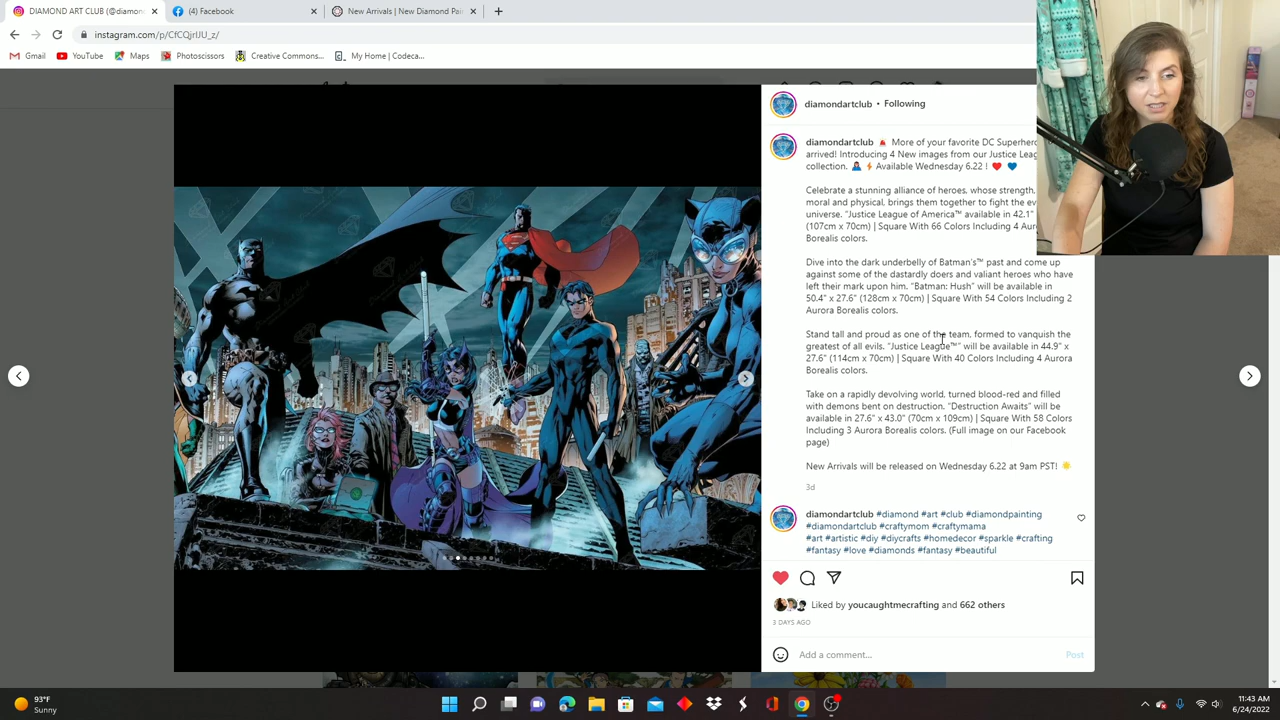 DIAMOND ART CLUB (@diamon
(4) Facebook
New Arrivals | New Diamond Pai
instagram.com/p/CfCQjrIJU_z/
Gmail
YouTube
Maps
Photoscissors
Creative Commons...
My Home | Codeca...
diamondartclub • Following
diamondartclub 🚨 More of your favorite DC Superhero
arrived! Introducing 4 New images from our Justice Leag
collection. 🦸‍♂️⚡ Available Wednesday 6.22 ! ❤️ 💙
Celebrate a stunning alliance of heroes, whose strength,
moral and physical, brings them together to fight the ev
universe. "Justice League of America™ available in 42.1"
(107cm x 70cm) | Square With 66 Colors Including 4 Aur
Borealis colors.
Dive into the dark underbelly of Batman's™ past and come up
against some of the dastardly doers and valiant heroes who have
left their mark upon him. "Batman: Hush" will be available in
50.4" x 27.6" (128cm x 70cm) | Square With 54 Colors Including 2
Aurora Borealis colors.
Stand tall and proud as one of the team, formed to vanquish the
greatest of all evils. "Justice League™" will be available in 44.9" x
27.6" (114cm x 70cm) | Square With 40 Colors Including 4 Aurora
Borealis colors.
Take on a rapidly devolving world, turned blood-red and filled
with demons bent on destruction. "Destruction Awaits" will be
available in 27.6" x 43.0" (70cm x 109cm) | Square With 58 Colors
Including 3 Aurora Borealis colors. (Full image on our Facebook
page)
New Arrivals will be released on Wednesday 6.22 at 9am PST! ☀️
3d
diamondartclub #diamond #art #club #diamondpainting
#diamondartclub #craftymom #craftymama
#art #artistic #diy #diycrafts #homedecor #sparkle #crafting
#fantasy #love #diamonds #fantasy #beautiful
Liked by youcaughtmecrafting and 662 others
3 DAYS AGO
Add a comment...
Post
93°F
Sunny
11:43 AM
6/24/2022